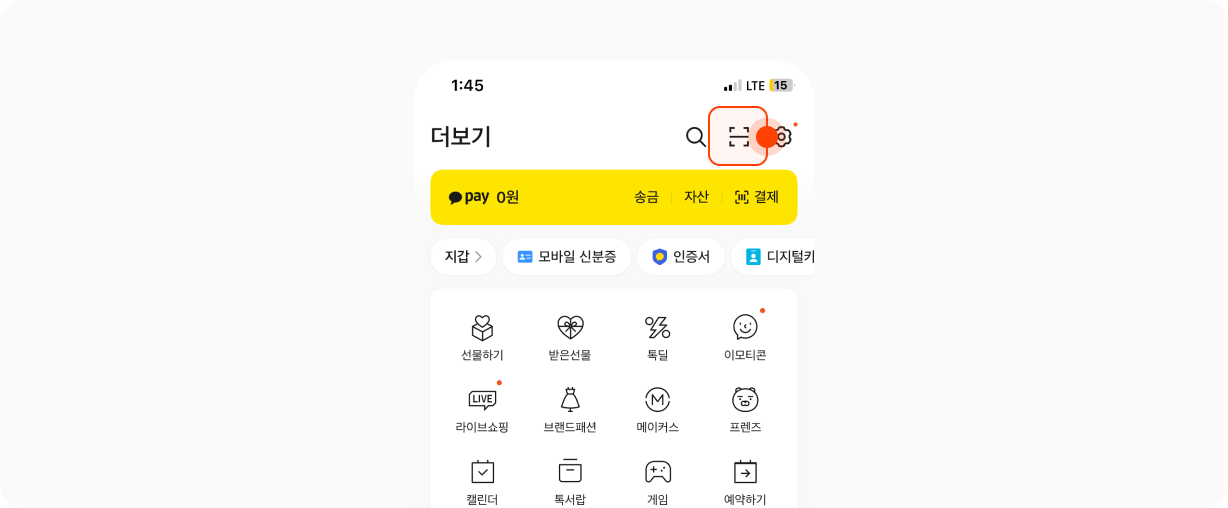 1:45 LTE 15
더보기
pay 0원 송금 자산 결제
지갑 모바일 신분증 인증서 디지털카
선물하기 받은선물 톡딜 이모티콘
LIVE
라이브쇼핑 브랜드패션 메이커스 프렌즈
캘린더 톡서랍 게임 예약하기